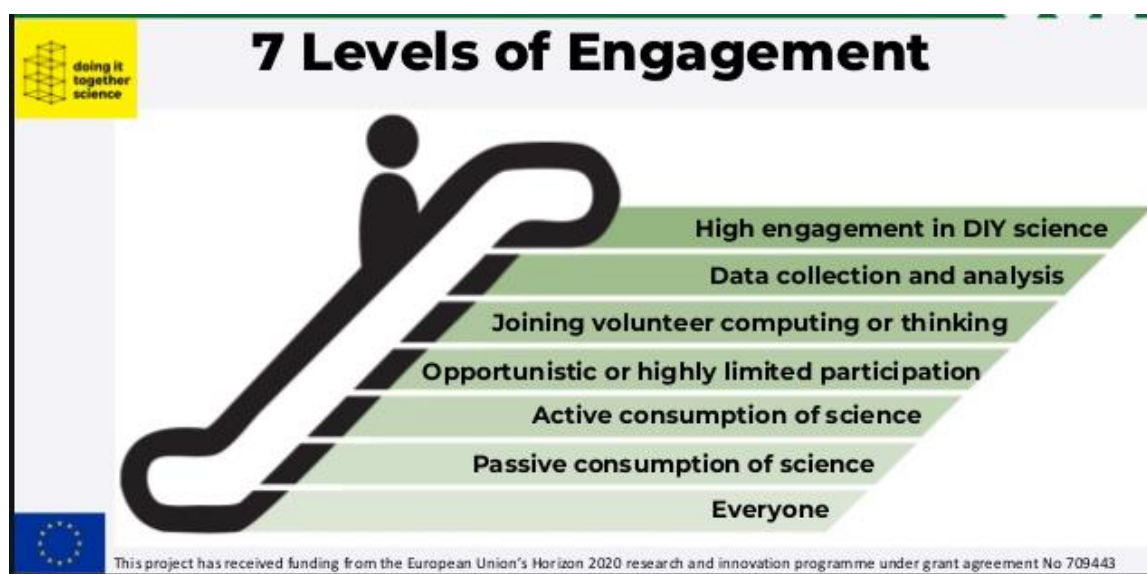 7 Levels of Engagement
doing it
together
science
High engagement in DIY science
Data collection and analysis
Joining volunteer computing or thinking
Opportunistic or highly limited participation
Active consumption of science
Passive consumption of science
Everyone
This project has received funding from the European Union's Horizon 2020 research and innovation programme under grant agreement No 709443